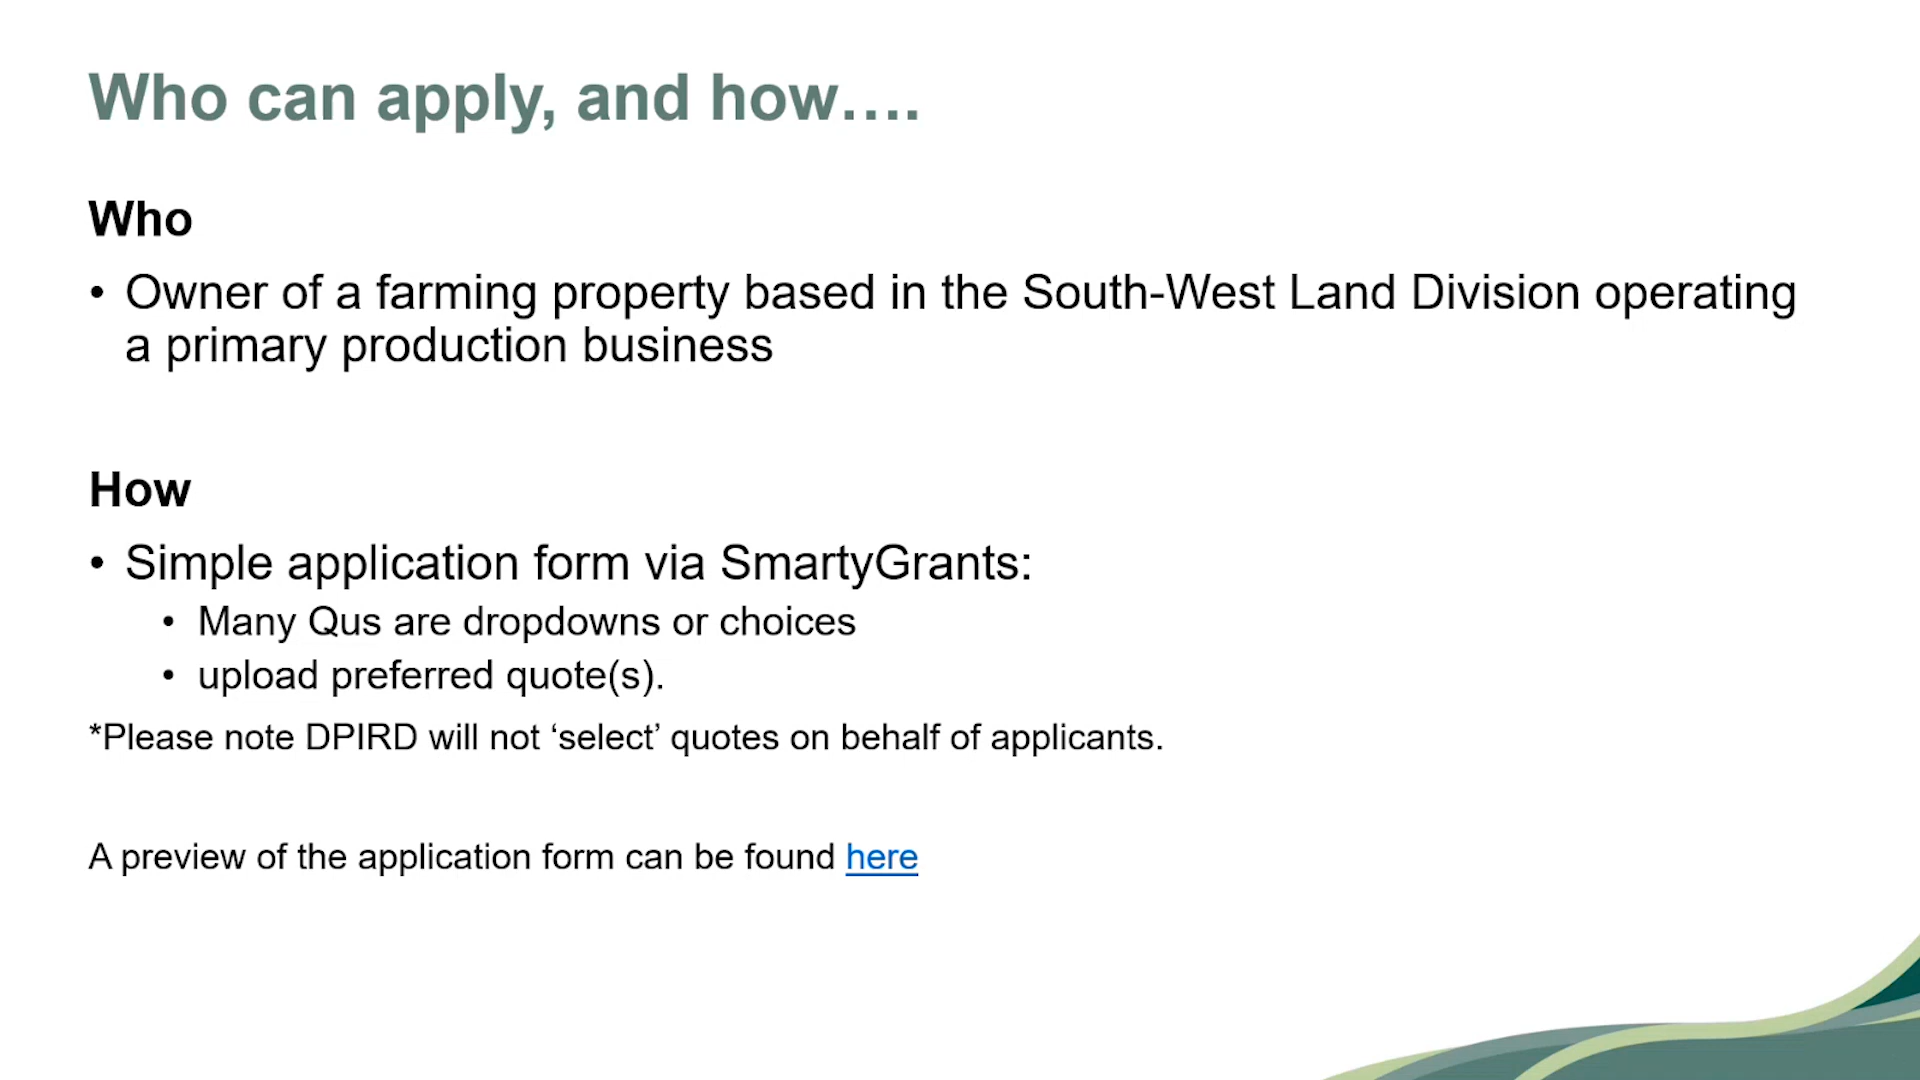 Who can apply, and how….
Who
• Owner of a farming property based in the South-West Land Division operating
a primary production business
How
• Simple application form via SmartyGrants:
• Many Qus are dropdowns or choices
• upload preferred quote(s).
*Please note DPIRD will not ‘select’ quotes on behalf of applicants.
A preview of the application form can be found here